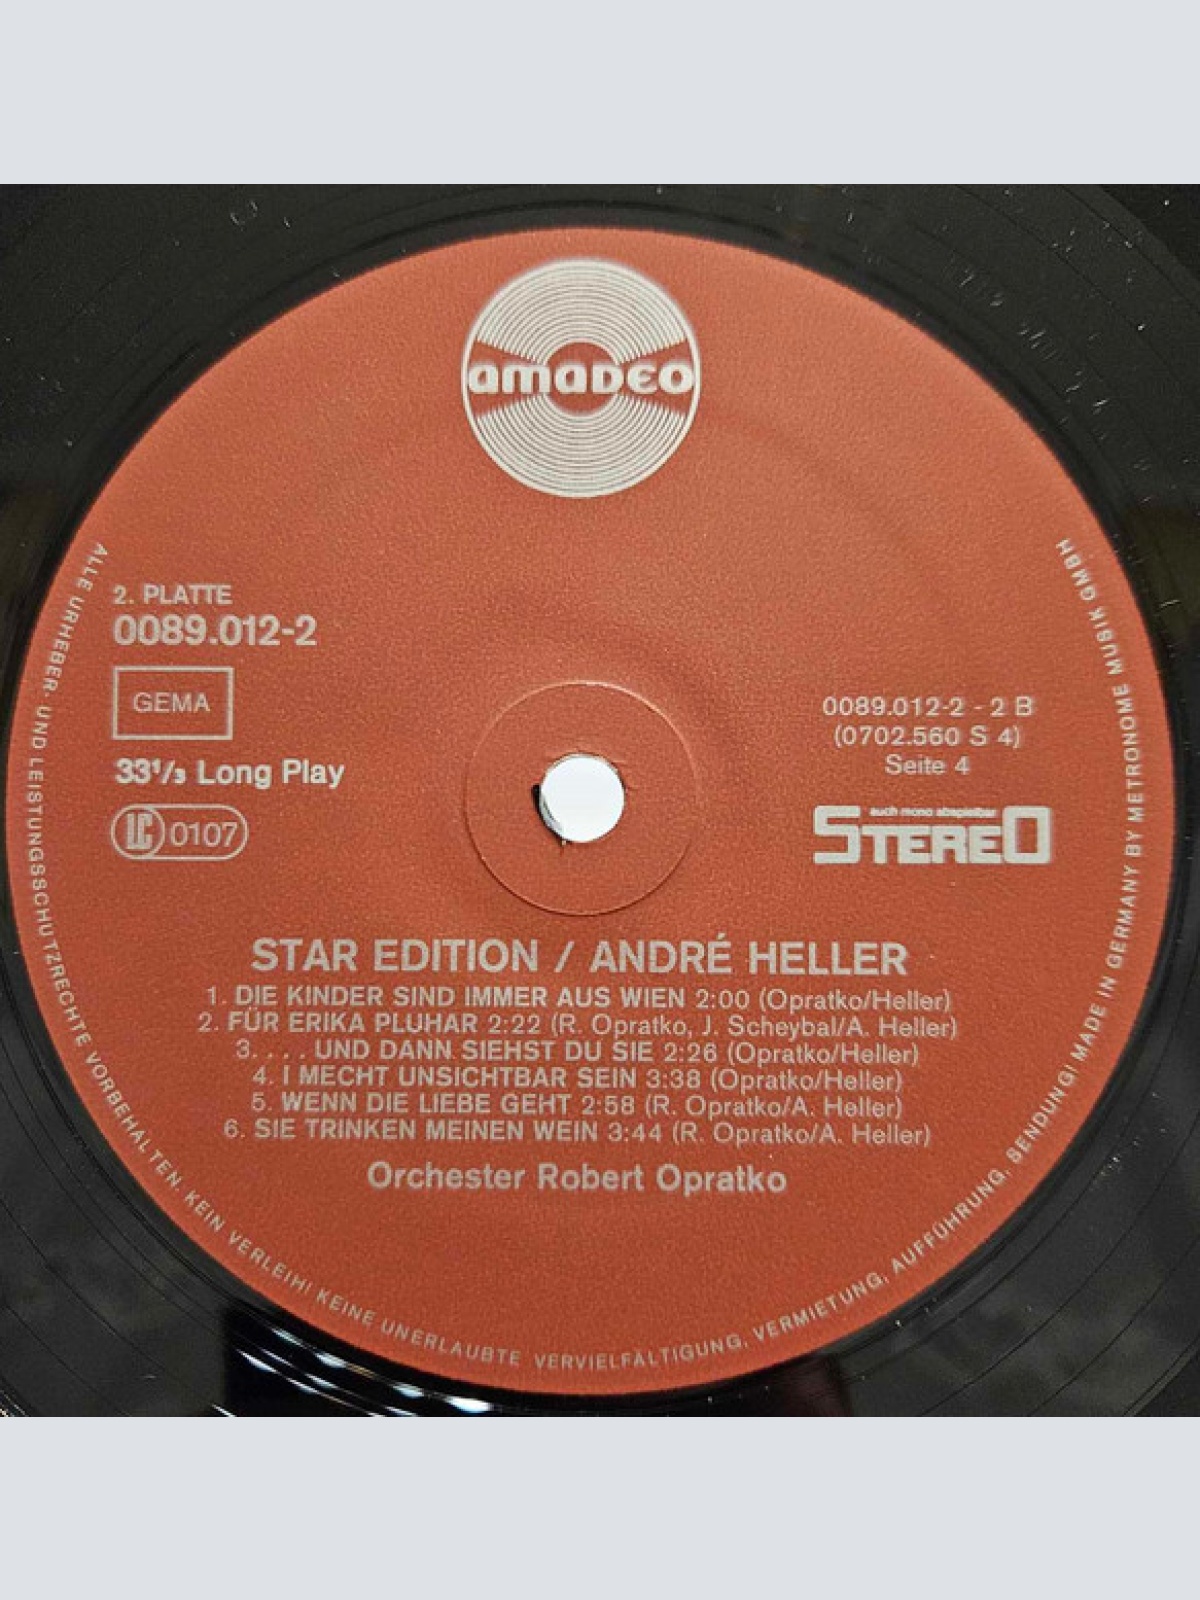 amadeo
2. PLATTE
0089.012-2
GEMA
33¹/₃ Long Play
LC 0107
0089.012-2 - 2 B
(0702.560 S 4)
Seite 4
auch mono abspielbar
STEREO
STAR EDITION / ANDRÉ HELLER
1. DIE KINDER SIND IMMER AUS WIEN 2:00 (Opratko/Heller)
2. FÜR ERIKA PLUHAR 2:22 (R. Opratko, J. Scheybal/A. Heller)
3. . . . . UND DANN SIEHST DU SIE 2:26 (Opratko/Heller)
4. I MECHT UNSICHTBAR SEIN 3:38 (Opratko/Heller)
5. WENN DIE LIEBE GEHT 2:58 (R. Opratko/A. Heller)
6. SIE TRINKEN MEINEN WEIN 3:44 (R. Opratko/A. Heller)
Orchester Robert Opratko
ALLE URHEBER- UND LEISTUNGSSCHUTZRECHTE VORBEHALTEN. KEIN VERLEIH! KEINE UNERLAUBTE VERVIELFÄLTIGUNG, VERMIETUNG, AUFFÜHRUNG, SENDUNG! MADE IN GERMANY BY METRONOME MUSIK GMBH